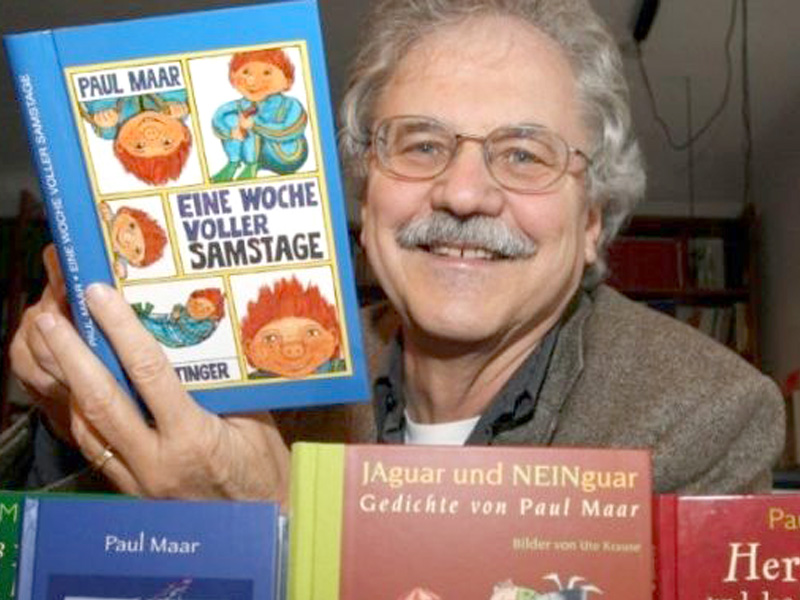 PAUL MAAR • EINE WOCHE VOLLER SAMSTAGE
PAUL MAAR
EINE WOCHE
VOLLER
SAMSTAGE
TINGER
JAguar und NEINguar
Gedichte von Paul Maar
Bilder von Ute Krause
Paul Maar
Pa
Her